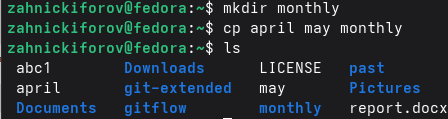 zahnickiforov@fedora:~$ mkdir monthly
zahnickiforov@fedora:~$ cp april may monthly
zahnickiforov@fedora:~$ ls
abc1 Downloads LICENSE past
april git-extended may Pictures
Documents gitflow monthly report.docx